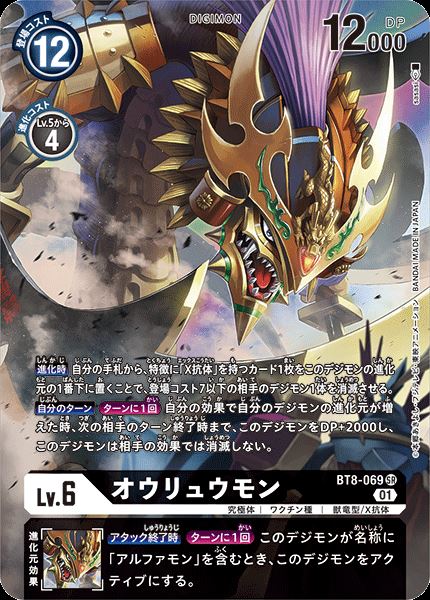 登場コスト
12
DIGIMON
DP
12000
進化コスト
Lv.5から
4
BANDAI MADE IN JAPAN
進化時 自分の手札から、特徴に「X抗体」を持つカード1枚をこのデジモンの進化
元の1番下に置くことで、登場コスト7以下の相手のデジモン1体を消滅させる。
自分のターン ターンに1回 自分の効果で自分のデジモンの進化元が増
えた時、次の相手のターン終了時まで、このデジモンをDP+2000し、
このデジモンは相手の効果では消滅しない。
BT8-069 SR
Lv.6 オウリュウモン 01
究極体 ワクチン種 獣竜型/X抗体
進化元効果
アタック終了時 ターンに1回 このデジモンが名称に
「アルファモン」を含むとき、このデジモンをアク
ティブにする。